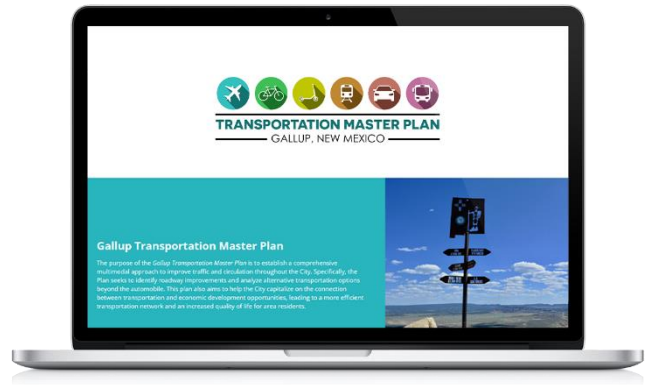 TRANSPORTATION MASTER PLAN
GALLUP, NEW MEXICO
Gallup Transportation Master Plan
The purpose of the Gallup Transportation Master Plan is to establish a comprehensive
multimodal approach to improve traffic and circulation throughout the City. Specifically, the
Plan seeks to identify roadway improvements and analyze alternative transportation options
beyond the automobile. This plan also aims to help the City capitalize on the connection
between transportation and economic development opportunities, leading to a more efficient
transportation network and an increased quality of life for area residents.